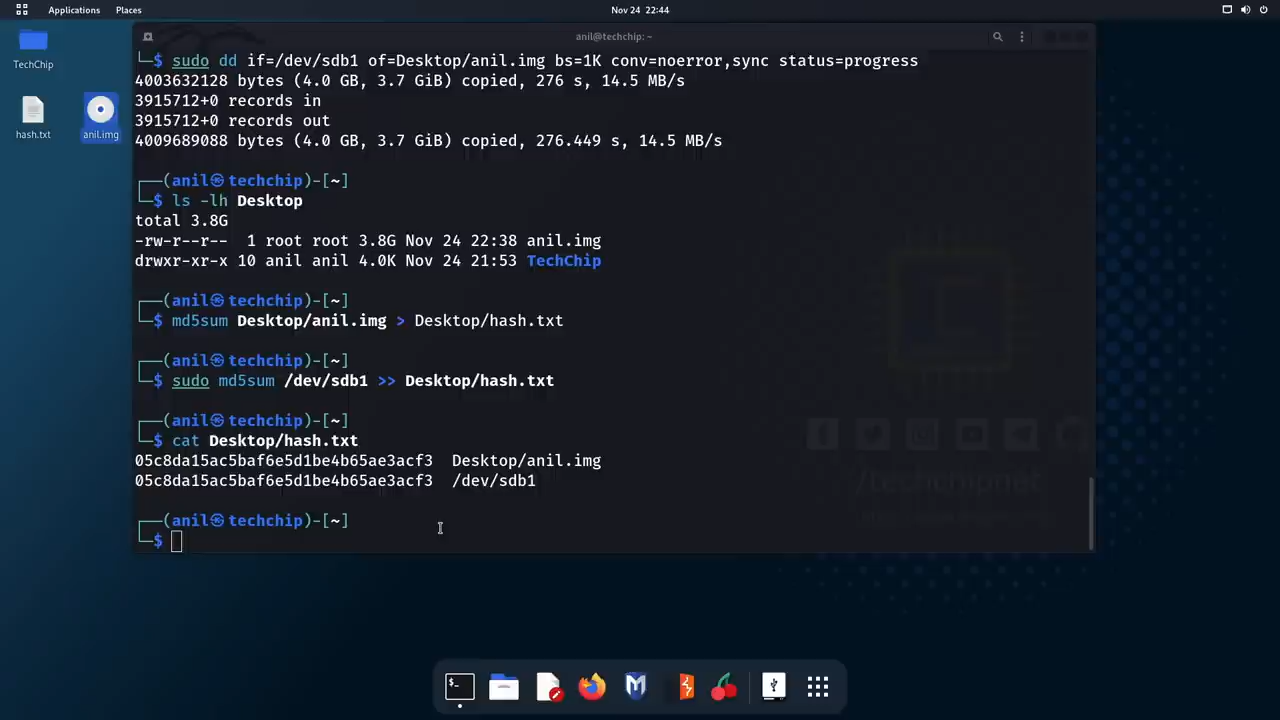 Applications Places Nov 24 22:44
anil@techchip: ~
TechChip
hash.txt
anil.img
└─$ sudo dd if=/dev/sdb1 of=Desktop/anil.img bs=1K conv=noerror,sync status=progress
4003632128 bytes (4.0 GB, 3.7 GiB) copied, 276 s, 14.5 MB/s
3915712+0 records in
3915712+0 records out
4009689088 bytes (4.0 GB, 3.7 GiB) copied, 276.449 s, 14.5 MB/s
┌──(anil㉿techchip)-[~]
└─$ ls -lh Desktop
total 3.8G
-rw-r--r--  1 root root 3.8G Nov 24 22:38 anil.img
drwxr-xr-x 10 anil anil 4.0K Nov 24 21:53 TechChip
┌──(anil㉿techchip)-[~]
└─$ md5sum Desktop/anil.img > Desktop/hash.txt
┌──(anil㉿techchip)-[~]
└─$ sudo md5sum /dev/sdb1 >> Desktop/hash.txt
┌──(anil㉿techchip)-[~]
└─$ cat Desktop/hash.txt
05c8da15ac5baf6e5d1be4b65ae3acf3  Desktop/anil.img
05c8da15ac5baf6e5d1be4b65ae3acf3  /dev/sdb1
┌──(anil㉿techchip)-[~]
└─$
/techchipnet